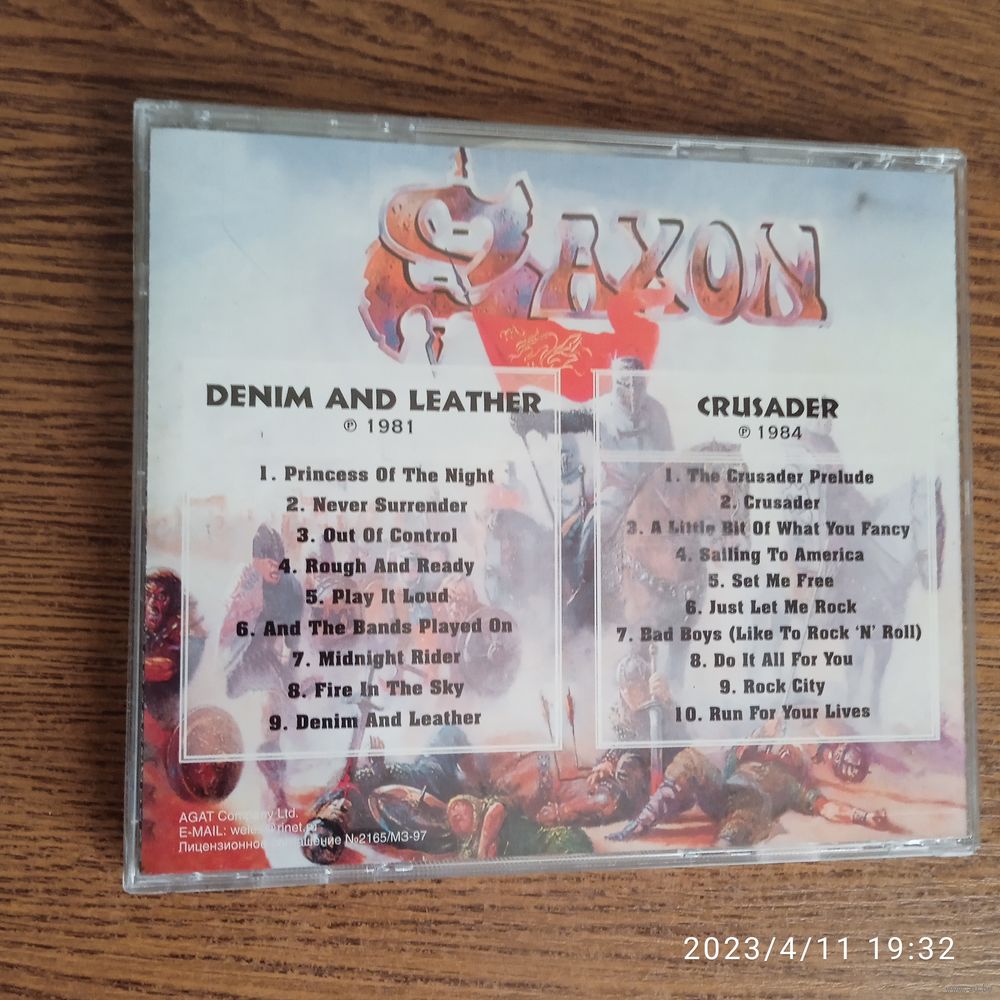 SAXON
DENIM AND LEATHER
℗ 1981
1. Princess Of The Night
2. Never Surrender
3. Out Of Control
4. Rough And Ready
5. Play It Loud
6. And The Bands Played On
7. Midnight Rider
8. Fire In The Sky
9. Denim And Leather
CRUSADER
℗ 1984
1. The Crusader Prelude
2. Crusader
3. A Little Bit Of What You Fancy
4. Sailing To America
5. Set Me Free
6. Just Let Me Rock
7. Bad Boys (Like To Rock ‘N’ Roll)
8. Do It All For You
9. Rock City
10. Run For Your Lives
AGAT Company Ltd.
E-MAIL:
Лицензионное соглашение №2165/МЗ-97
2023/4/11 19:32